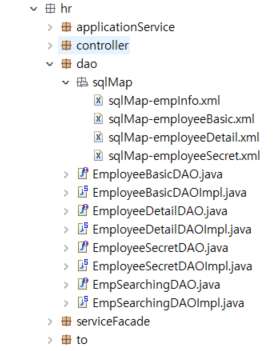 hr
applicationService
controller
dao
sqlMap
sqlMap-empInfo.xml
sqlMap-employeeBasic.xml
sqlMap-employeeDetail.xml
sqlMap-employeeSecret.xml
EmployeeBasicDAO.java
EmployeeBasicDAOImpl.java
EmployeeDetailDAO.java
EmployeeDetailDAOImpl.java
EmployeeSecretDAO.java
EmployeeSecretDAOImpl.java
EmpSearchingDAO.java
EmpSearchingDAOImpl.java
serviceFacade
to